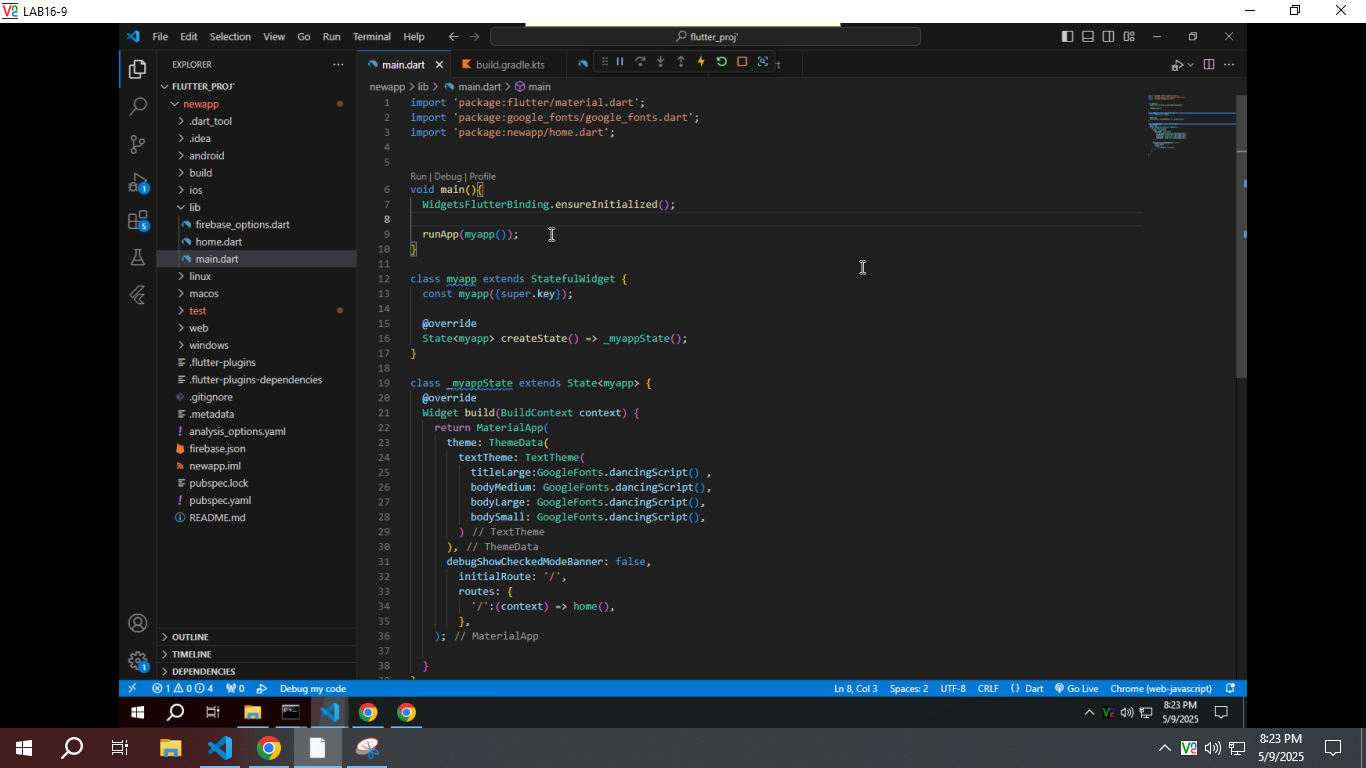 LAB16-9
File Edit Selection View Go Run Terminal Help
flutter_proj'
EXPLORER
main.dart
build.gradle.kts
newapp > lib > main.dart > main
FLUTTER_PROJ'
newapp
.dart_tool
.idea
android
build
ios
lib
firebase_options.dart
home.dart
main.dart
linux
macos
test
web
windows
.flutter-plugins
.flutter-plugins-dependencies
.gitignore
.metadata
analysis_options.yaml
firebase.json
newapp.iml
pubspec.lock
pubspec.yaml
README.md
OUTLINE
TIMELINE
DEPENDENCIES
1 import 'package:flutter/material.dart';
2 import 'package:google_fonts/google_fonts.dart';
3 import 'package:newapp/home.dart';
4
5
Run | Debug | Profile
6 void main(){
7 WidgetsFlutterBinding.ensureInitialized();
8
9 runApp(myapp());
10 }
11
12 class myapp extends StatefulWidget {
13 const myapp({super.key});
14
15 @override
16 State<myapp> createState() => _myappState();
17 }
18
19 class _myappState extends State<myapp> {
20 @override
21 Widget build(BuildContext context) {
22 return MaterialApp(
23 theme: ThemeData(
24 textTheme: TextTheme(
25 titleLarge:GoogleFonts.dancingScript() ,
26 bodyMedium: GoogleFonts.dancingScript(),
27 bodyLarge: GoogleFonts.dancingScript(),
28 bodySmall: GoogleFonts.dancingScript(),
29 ) // TextTheme
30 ), // ThemeData
31 debugShowCheckedModeBanner: false,
32 initialRoute: '/',
33 routes: {
34 '/':(context) => home(),
35 },
36 ); // MaterialApp
37
38 }
1 0 4 0 Debug my code
Ln 8, Col 3 Spaces: 2 UTF-8 CRLF {} Dart Go Live Chrome (web-javascript)
8:23 PM
5/9/2025
8:23 PM
5/9/2025